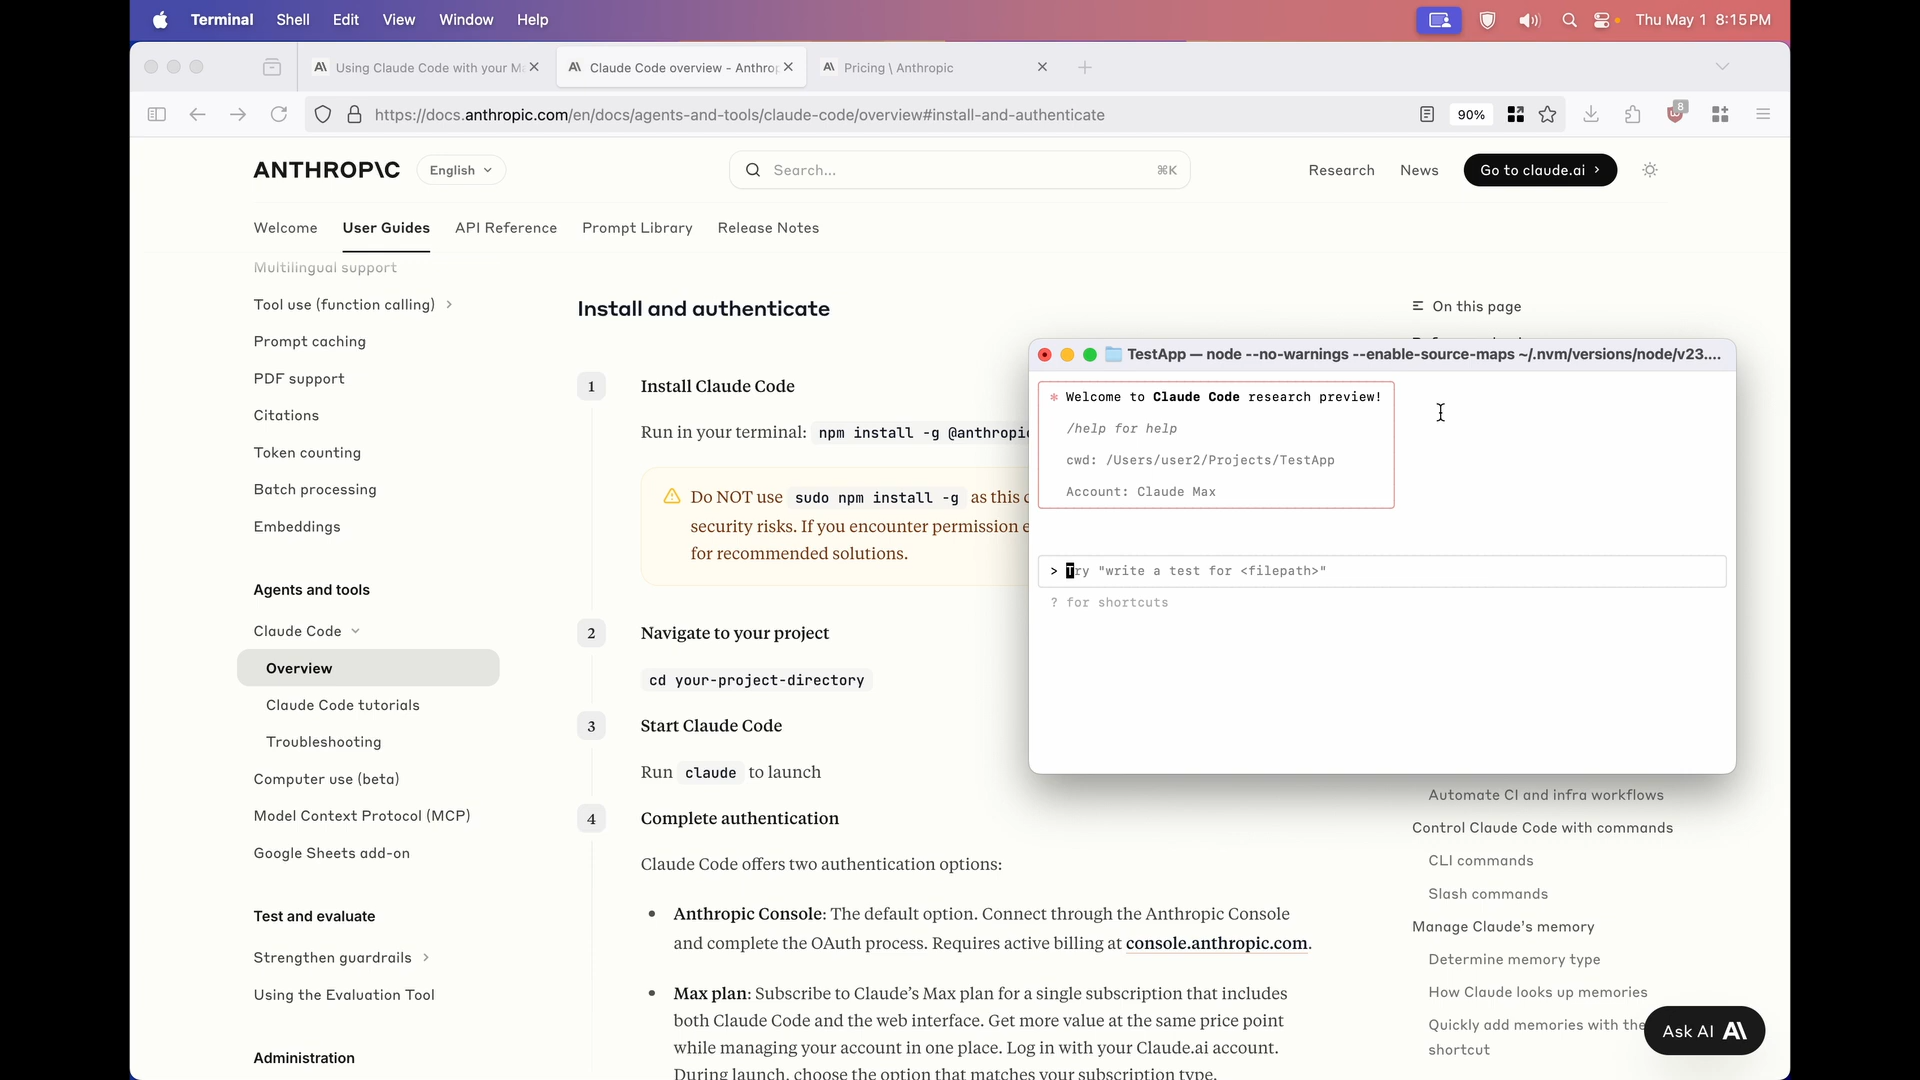 Terminal Shell Edit View Window Help Thu May 1 8:15 PM
Using Claude Code with your Claude Code overview - Anthrop Pricing \ Anthropic
https://docs.anthropic.com/en/docs/agents-and-tools/claude-code/overview#install-and-authenticate 90% 8
ANTHROP\C English Search... ⌘K Research News Go to claude.ai
Welcome User Guides API Reference Prompt Library Release Notes
Multilingual support
Tool use (function calling)
Prompt caching
PDF support
Citations
Token counting
Batch processing
Embeddings
Agents and tools
Claude Code
Overview
Claude Code tutorials
Troubleshooting
Computer use (beta)
Model Context Protocol (MCP)
Google Sheets add-on
Test and evaluate
Strengthen guardrails
Using the Evaluation Tool
Administration
Install and authenticate
1 Install Claude Code
Run in your terminal: npm install -g @anthropic
Do NOT use sudo npm install -g as this
security risks. If you encounter permission
for recommended solutions.
2 Navigate to your project
cd your-project-directory
3 Start Claude Code
Run claude to launch
4 Complete authentication
Claude Code offers two authentication options:
• Anthropic Console: The default option. Connect through the Anthropic Console
and complete the OAuth process. Requires active billing at console.anthropic.com.
• Max plan: Subscribe to Claude’s Max plan for a single subscription that includes
both Claude Code and the web interface. Get more value at the same price point
while managing your account in one place. Log in with your Claude.ai account.
During launch, choose the option that matches your subscription type.
On this page
TestApp — node --no-warnings --enable-source-maps ~/.nvm/versions/node/v23....
* Welcome to Claude Code research preview!
/help for help
cwd: /Users/user2/Projects/TestApp
Account: Claude Max
> Try "write a test for <filepath>"
? for shortcuts
Automate CI and infra workflows
Control Claude Code with commands
CLI commands
Slash commands
Manage Claude’s memory
Determine memory type
How Claude looks up memories
Quickly add memories with the
shortcut
Ask AI